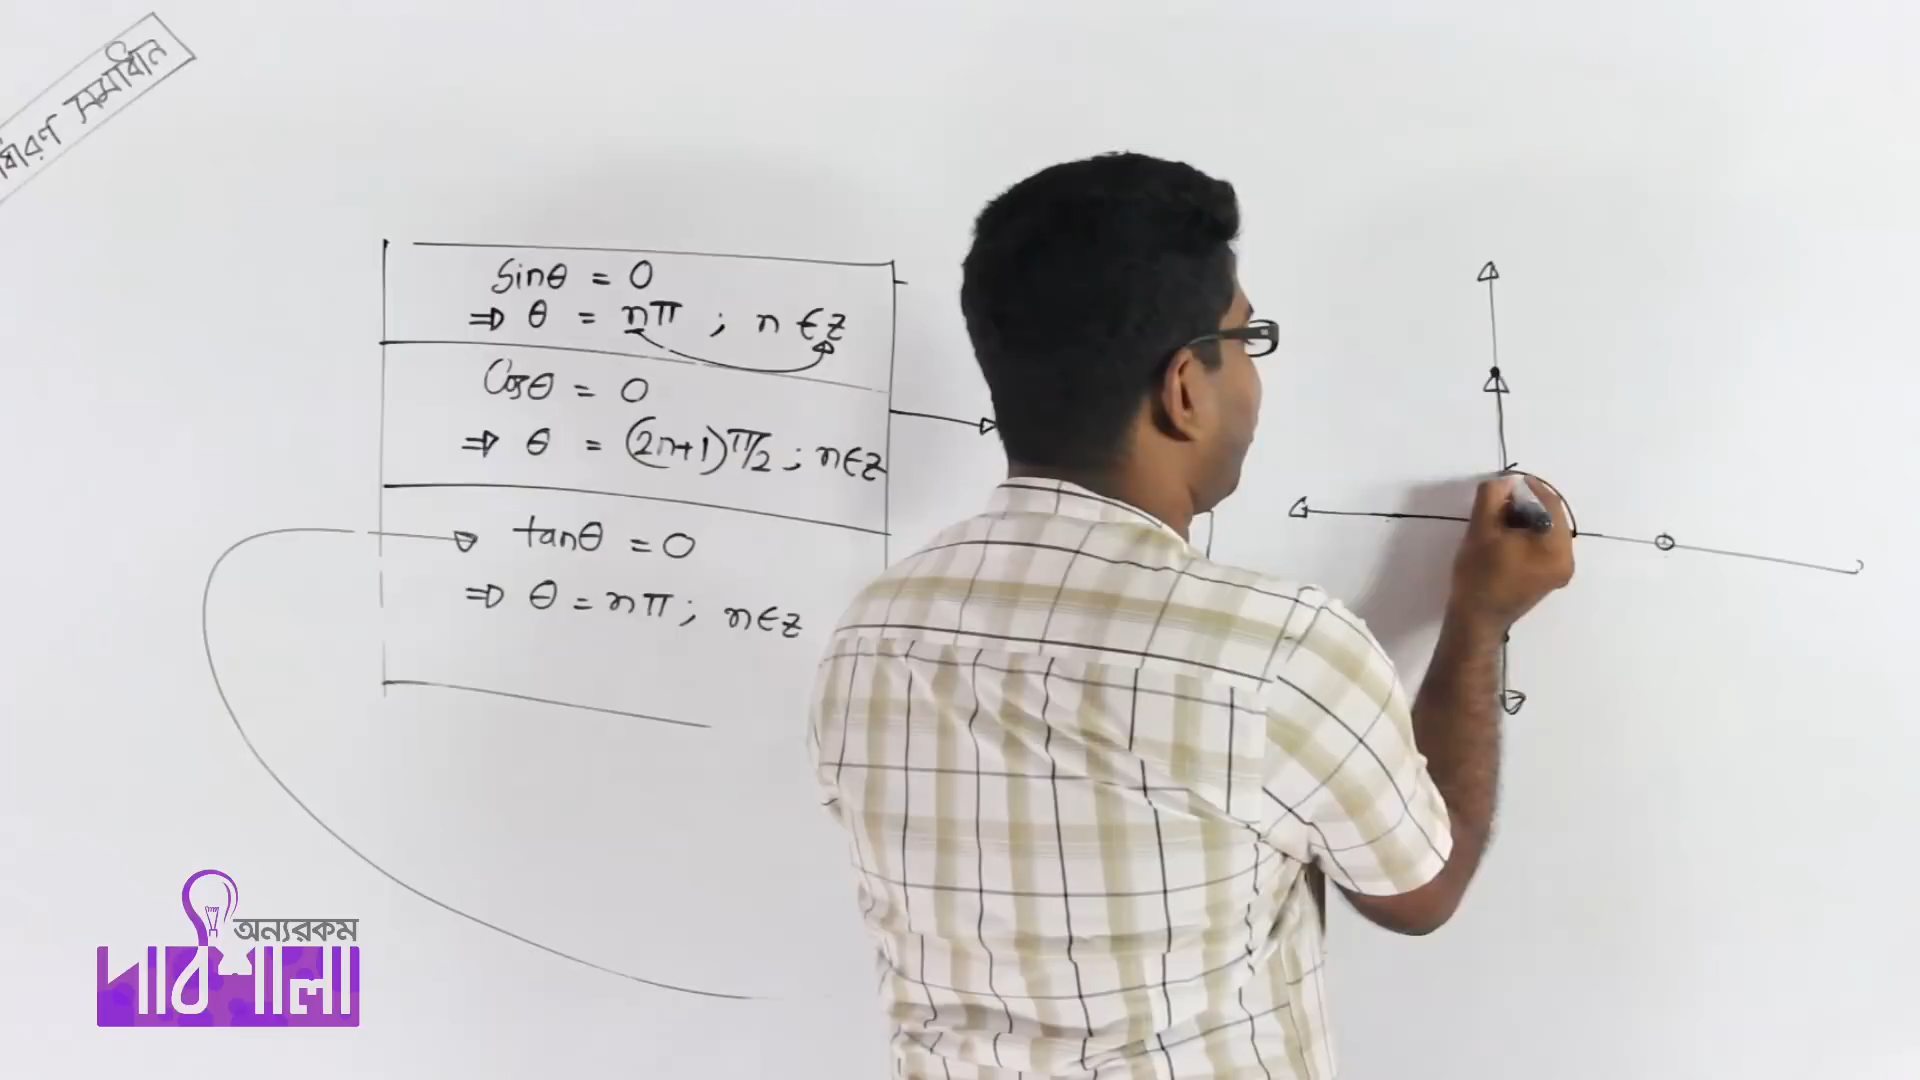 ধারণ সমাধান
Sinθ = 0
⇒ θ = nπ ; n ∈ z
Cosθ = 0
⇒ θ = (2n+1)π/2 ; n∈z
tanθ = 0
⇒ θ = nπ ; n∈z
অন্যরকম
পাঠশালা